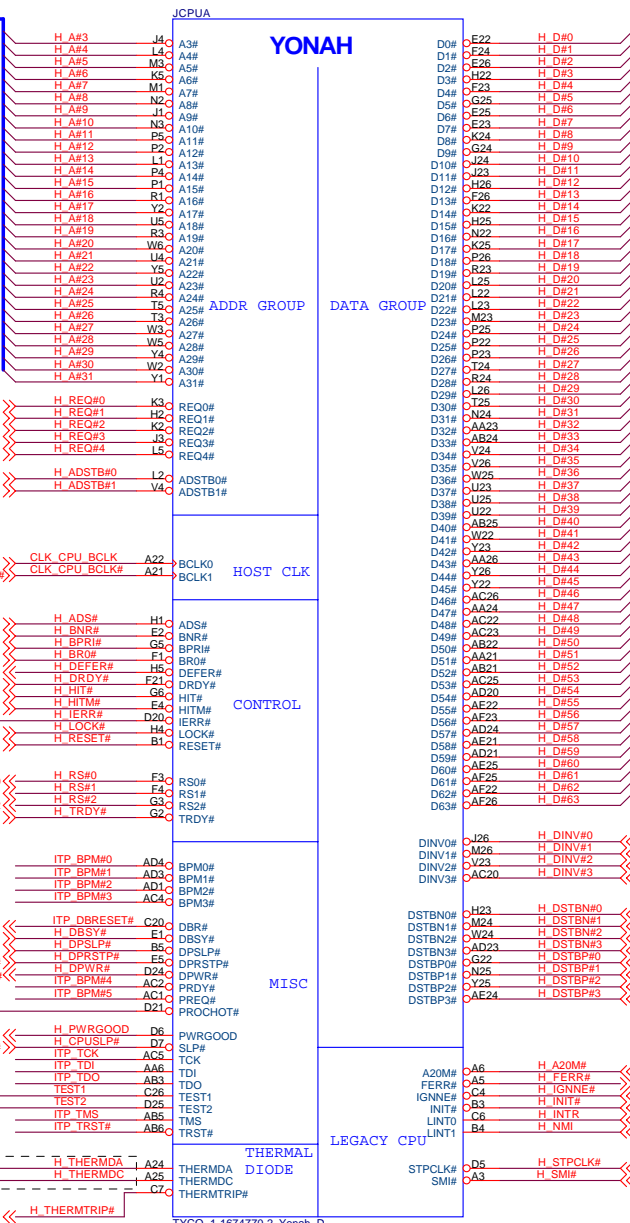 JCPUA
YONAH
H_A#3 J4 A3# D0# E22 H_D#0
H_A#4 L4 A4# D1# F24 H_D#1
H_A#5 M3 A5# D2# E26 H_D#2
H_A#6 K5 A6# D3# H22 H_D#3
H_A#7 M1 A7# D4# F23 H_D#4
H_A#8 N2 A8# D5# G25 H_D#5
H_A#9 J1 A9# D6# E25 H_D#6
H_A#10 N3 A10# D7# E23 H_D#7
H_A#11 P5 A11# D8# K24 H_D#8
H_A#12 P2 A12# D9# G24 H_D#9
H_A#13 L1 A13# D10# J24 H_D#10
H_A#14 P4 A14# D11# J23 H_D#11
H_A#15 P1 A15# D12# H26 H_D#12
H_A#16 R1 A16# D13# F26 H_D#13
H_A#17 Y2 A17# D14# K22 H_D#14
H_A#18 U5 A18# D15# H25 H_D#15
H_A#19 R3 A19# D16# N22 H_D#16
H_A#20 W6 A20# D17# K25 H_D#17
H_A#21 U4 A21# D18# P26 H_D#18
H_A#22 Y5 A22# D19# R23 H_D#19
H_A#23 U2 A23# D20# L25 H_D#20
H_A#24 R4 A24# D21# L22 H_D#21
H_A#25 T5 A25# ADDR GROUP DATA GROUP D22# L23 H_D#22
H_A#26 T3 A26# D23# M23 H_D#23
H_A#27 W3 A27# D24# P25 H_D#24
H_A#28 W5 A28# D25# P22 H_D#25
H_A#29 Y4 A29# D26# P23 H_D#26
H_A#30 W2 A30# D27# T24 H_D#27
H_A#31 Y1 A31# D28# R24 H_D#28
D29# L26 H_D#29
H_REQ#0 K3 REQ0# D30# T25 H_D#30
H_REQ#1 H2 REQ1# D31# N24 H_D#31
H_REQ#2 K2 REQ2# D32# AA23 H_D#32
H_REQ#3 J3 REQ3# D33# AB24 H_D#33
H_REQ#4 L5 REQ4# D34# V24 H_D#34
D35# V26 H_D#35
H_ADSTB#0 L2 ADSTB0# D36# W25 H_D#36
H_ADSTB#1 V4 ADSTB1# D37# U23 H_D#37
D38# U25 H_D#38
D39# U22 H_D#39
D40# AB25 H_D#40
D41# W22 H_D#41
D42# Y23 H_D#42
CLK_CPU_BCLK A22 BCLK0 D43# AA26 H_D#43
CLK_CPU_BCLK# A21 BCLK1 HOST CLK D44# Y26 H_D#44
D45# Y22 H_D#45
D46# AC26 H_D#46
D47# AA24 H_D#47
H_ADS# H1 ADS# D48# AC22 H_D#48
H_BNR# E2 BNR# D49# AC23 H_D#49
H_BPRI# G5 BPRI# D50# AB22 H_D#50
H_BR0# F1 BR0# D51# AA21 H_D#51
H_DEFER# H5 DEFER# D52# AB21 H_D#52
H_DRDY# F21 DRDY# D53# AC25 H_D#53
H_HIT# G6 HIT# D54# AD20 H_D#54
H_HITM# E4 HITM# CONTROL D55# AE22 H_D#55
H_IERR# D20 IERR# D56# AF23 H_D#56
H_LOCK# H4 LOCK# D57# AD24 H_D#57
H_RESET# B1 RESET# D58# AE21 H_D#58
D59# AD21 H_D#59
D60# AE25 H_D#60
H_RS#0 F3 RS0# D61# AF25 H_D#61
H_RS#1 F4 RS1# D62# AF22 H_D#62
H_RS#2 G3 RS2# D63# AF26 H_D#63
H_TRDY# G2 TRDY#
DINV0# J26 H_DINV#0
DINV1# M26 H_DINV#1
ITP_BPM#0 AD4 BPM0# DINV2# V23 H_DINV#2
ITP_BPM#1 AD3 BPM1# DINV3# AC20 H_DINV#3
ITP_BPM#2 AD1 BPM2#
ITP_BPM#3 AC4 BPM3#
DSTBN0# H23 H_DSTBN#0
ITP_DBRESET# C20 DBR# DSTBN1# M24 H_DSTBN#1
H_DBSY# E1 DBSY# DSTBN2# W24 H_DSTBN#2
H_DPSLP# B5 DPSLP# DSTBN3# AD23 H_DSTBN#3
H_DPRSTP# E5 DPRSTP# DSTBP0# G22 H_DSTBP#0
H_DPWR# D24 DPWR# DSTBP1# N25 H_DSTBP#1
ITP_BPM#4 AC2 PRDY# MISC DSTBP2# Y25 H_DSTBP#2
ITP_BPM#5 AC1 PREQ# DSTBP3# AE24 H_DSTBP#3
D21 PROCHOT#
H_PWRGOOD D6 PWRGOOD
H_CPUSLP# D7 SLP#
ITP_TCK AC5 TCK
ITP_TDI AA6 TDI A20M# A6 H_A20M#
ITP_TDO AB3 TDO FERR# A5 H_FERR#
TEST1 C26 TEST1 IGNNE# C4 H_IGNNE#
TEST2 D25 TEST2 INIT# B3 H_INIT#
ITP_TMS AB5 TMS LINT0 C6 H_INTR
ITP_TRST# AB6 TRST# LINT1 B4 H_NMI
LEGACY CPU
THERMAL
H_THERMDA A24 THERMDA DIODE STPCLK# D5 H_STPCLK#
H_THERMDC A25 THERMDC SMI# A3 H_SMI#
C7 THERMTRIP#
H_THERMTRIP#
TYCO_1-1674770-2_Yonah_D